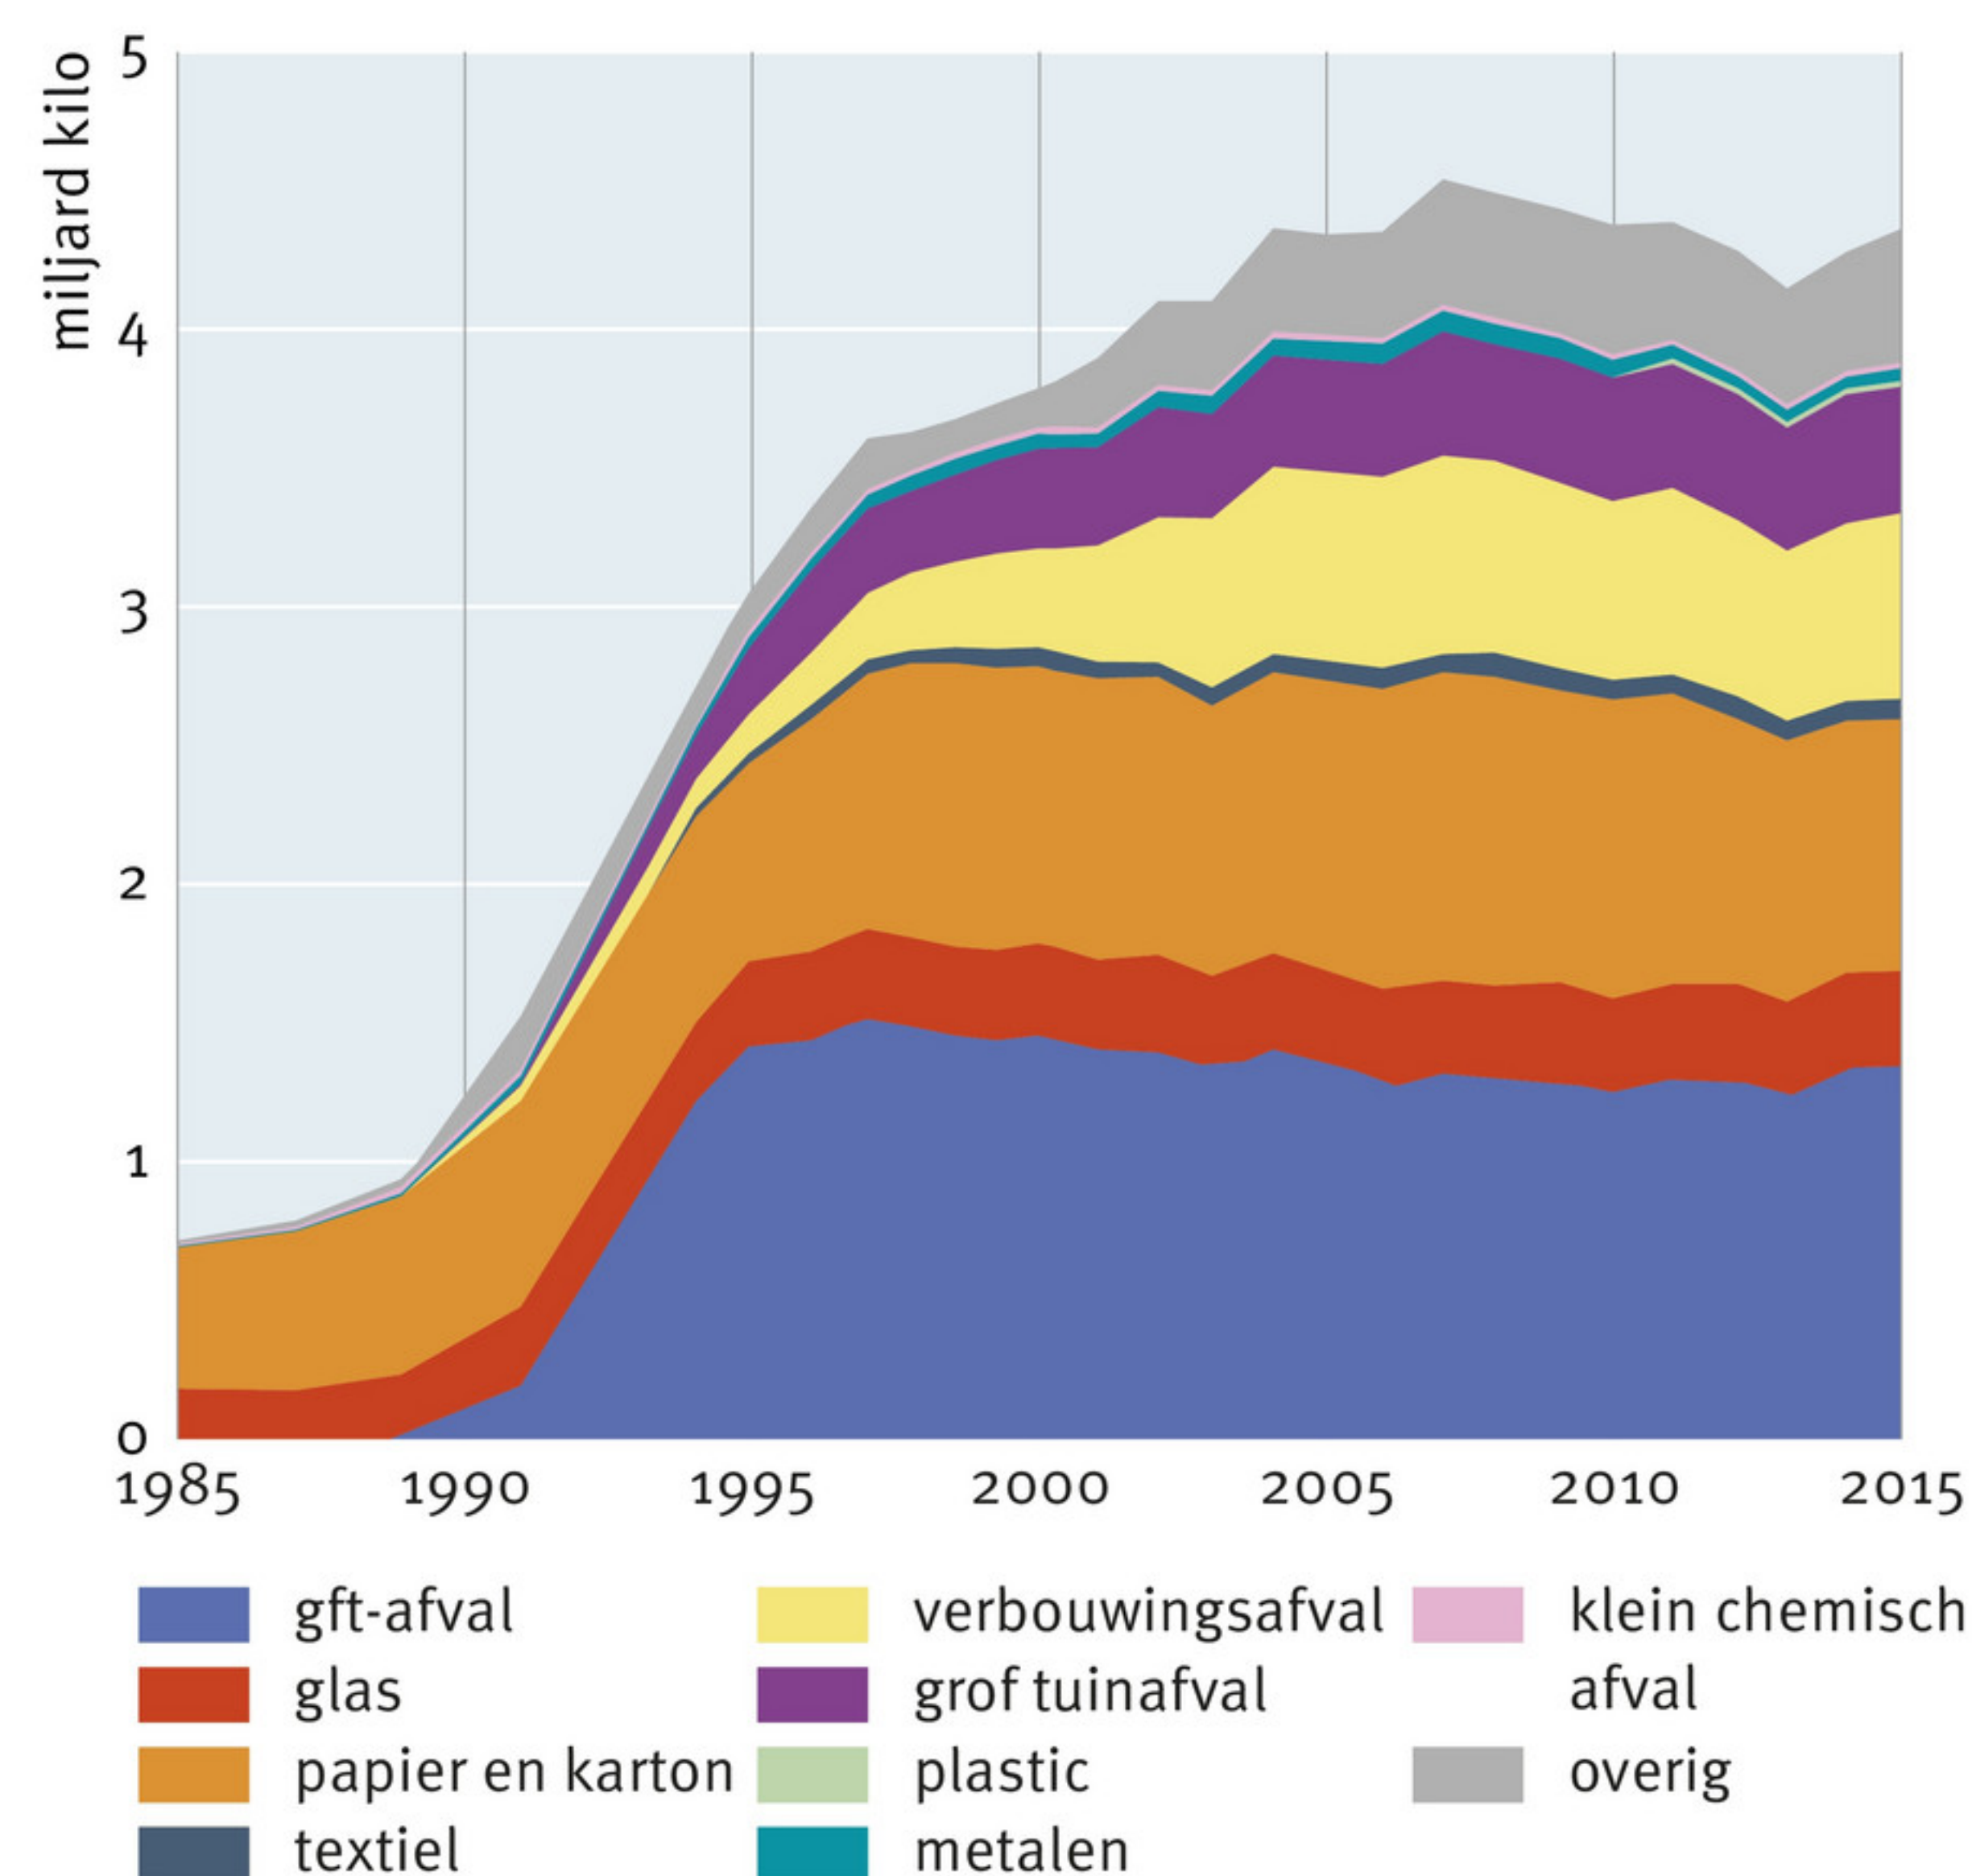 miljard kilo
5
4
3
2
1
0
1985 1990 1995 2000 2005 2010 2015
gft-afval
glas
papier en karton
textiel
verbouwingsafval
grof tuinafval
plastic
metalen
klein chemisch
afval
overig